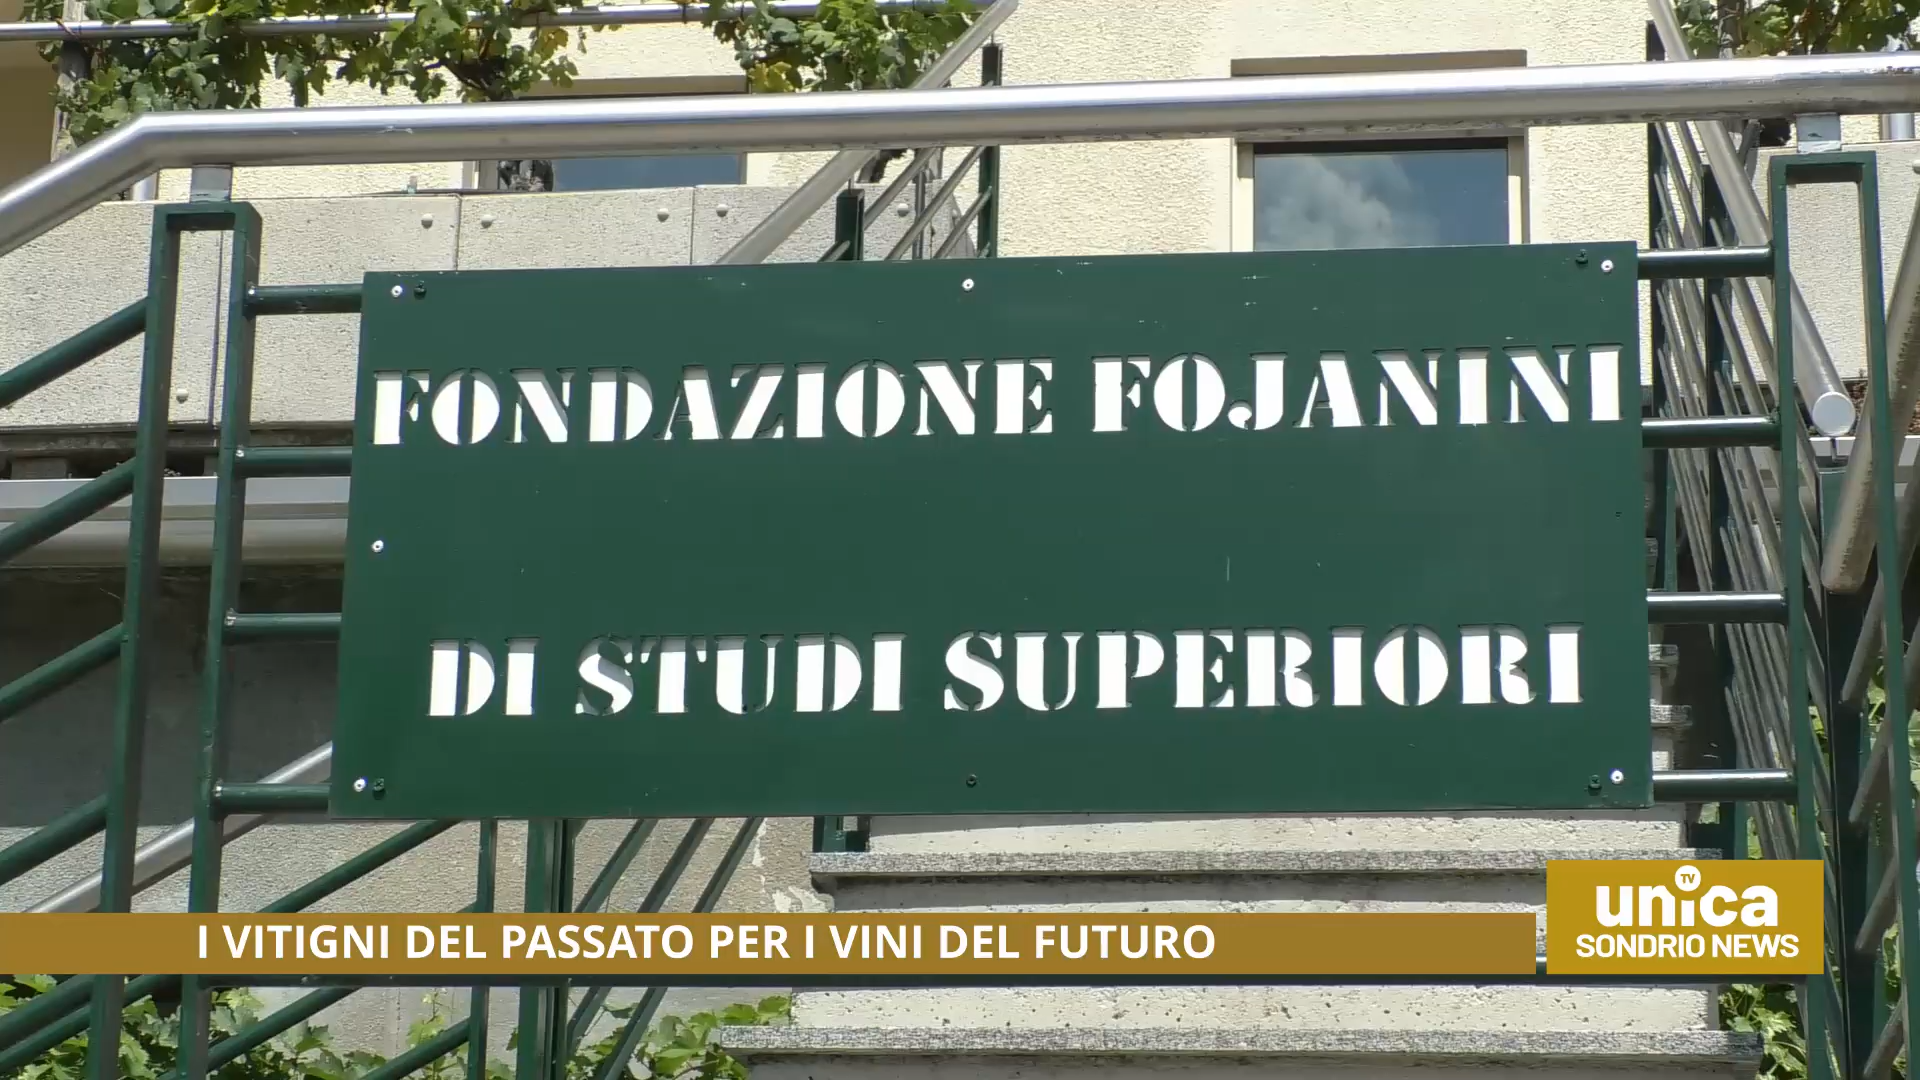 FONDAZIONE FOJANINI
DI STUDI SUPERIORI
I VITIGNI DEL PASSATO PER I VINI DEL FUTURO
TV
unica
SONDRIO NEWS